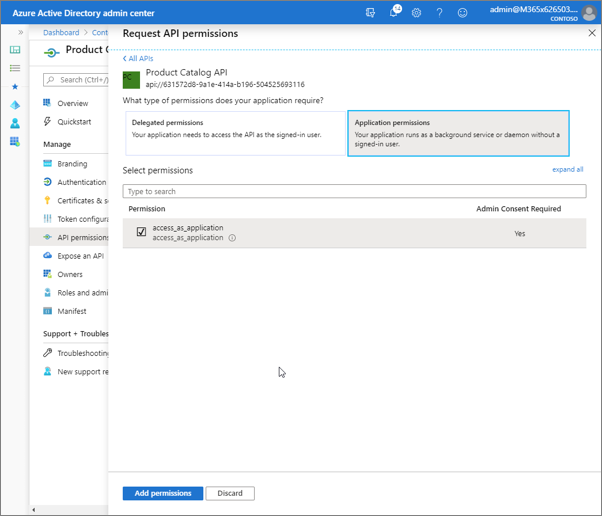 Azure Active Directory admin center
14
admin@M365x626503....
CONTOSO
Dashboard > Cont
Product C
Search (Ctrl+/)
Overview
Quickstart
Manage
Branding
Authentication
Certificates & s
Token configura
API permissions
Expose an API
Owners
Roles and admi
Manifest
Support + Troubles
Troubleshooting
New support re
Request API permissions
All APIs
PC
Product Catalog API
api://631572d8-9a1e-414a-b196-504525693116
What type of permissions does your application require?
Delegated permissions
Your application needs to access the API as the signed-in user.
Application permissions
Your application runs as a background service or daemon without a
signed-in user.
Select permissions
expand all
Type to search
Permission
Admin Consent Required
access_as_application
access_as_application
Yes
Add permissions
Discard